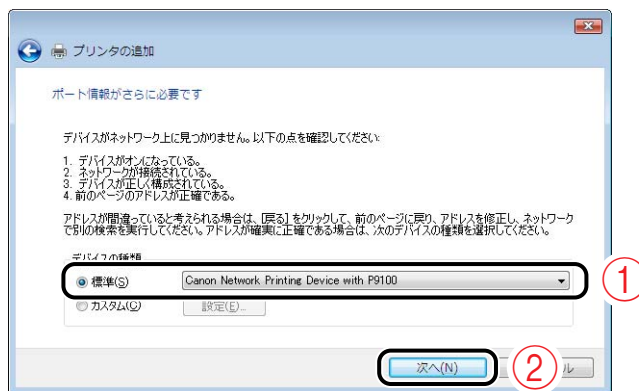 プリンタの追加
ポート情報がさらに必要です
デバイスがネットワーク上に見つかりません。以下の点を確認してください:
1. デバイスがオンになっている。
2. ネットワークが接続されている。
3. デバイスが正しく構成されている。
4. 前のページのアドレスが正確である。
アドレスが間違っていると考えられる場合は、[戻る] をクリックして、前のページに戻り、アドレスを修正し、ネットワーク
で別の検索を実行してください。アドレスが確実に正確である場合は、次のデバイスの種類を選択してください。
デバイスの種類
標準(S) Canon Network Printing Device with P9100
①
カスタム(C) 設定(E)...
次へ(N) ② ル